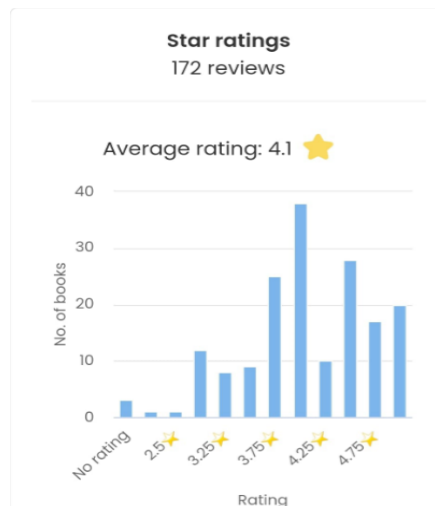 Star ratings
172 reviews
Average rating: 4.1
40
30
20
10
0
No. of books
No rating
2.5
3.25
3.75
4.25
4.75
Rating